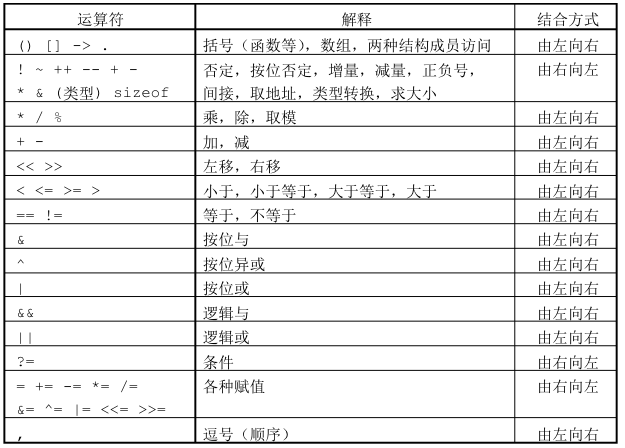 运算符 解释 结合方式
() [] -> . 括号（函数等），数组，两种结构成员访问 由左向右
! ~ ++ -- + - 否定，按位否定，增量，减量，正负号， 由右向左
* & (类型) sizeof 间接，取地址，类型转换，求大小
* / % 乘，除，取模 由左向右
+ - 加，减 由左向右
<< >> 左移，右移 由左向右
< <= >= > 小于，小于等于，大于等于，大于 由左向右
== != 等于，不等于 由左向右
& 按位与 由左向右
^ 按位异或 由左向右
| 按位或 由左向右
&& 逻辑与 由左向右
|| 逻辑或 由左向右
?= 条件 由右向左
= += -= *= /= 各种赋值 由右向左
&= ^= |= <<= >>=
, 逗号（顺序） 由左向右